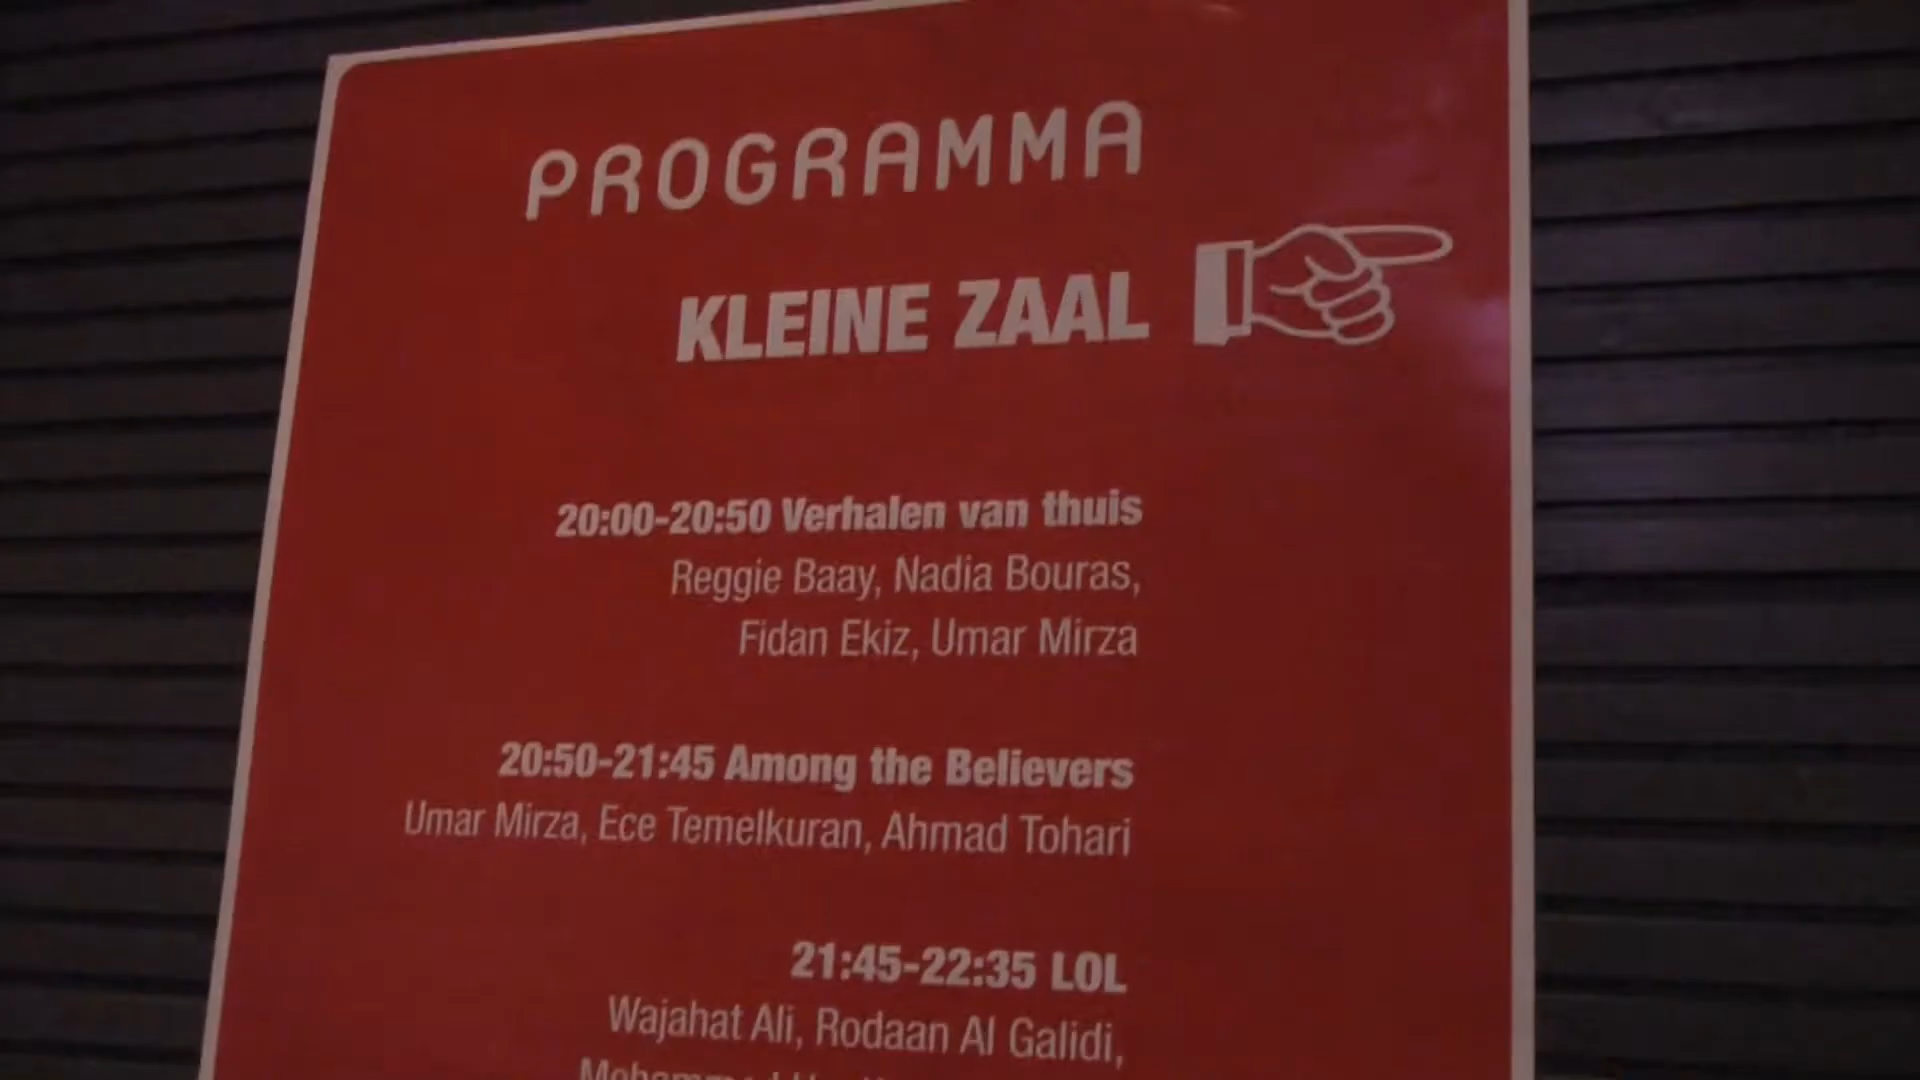 PROGRAMMA
KLEINE ZAAL
20:00-20:50 Verhalen van thuis
Reggie Baay, Nadia Bouras,
Fidan Ekiz, Umar Mirza
20:50-21:45 Among the Believers
Umar Mirza, Ece Temelkuran, Ahmad Tohari
21:45-22:35 LOL
Wajahat Ali, Rodaan Al Galidi,